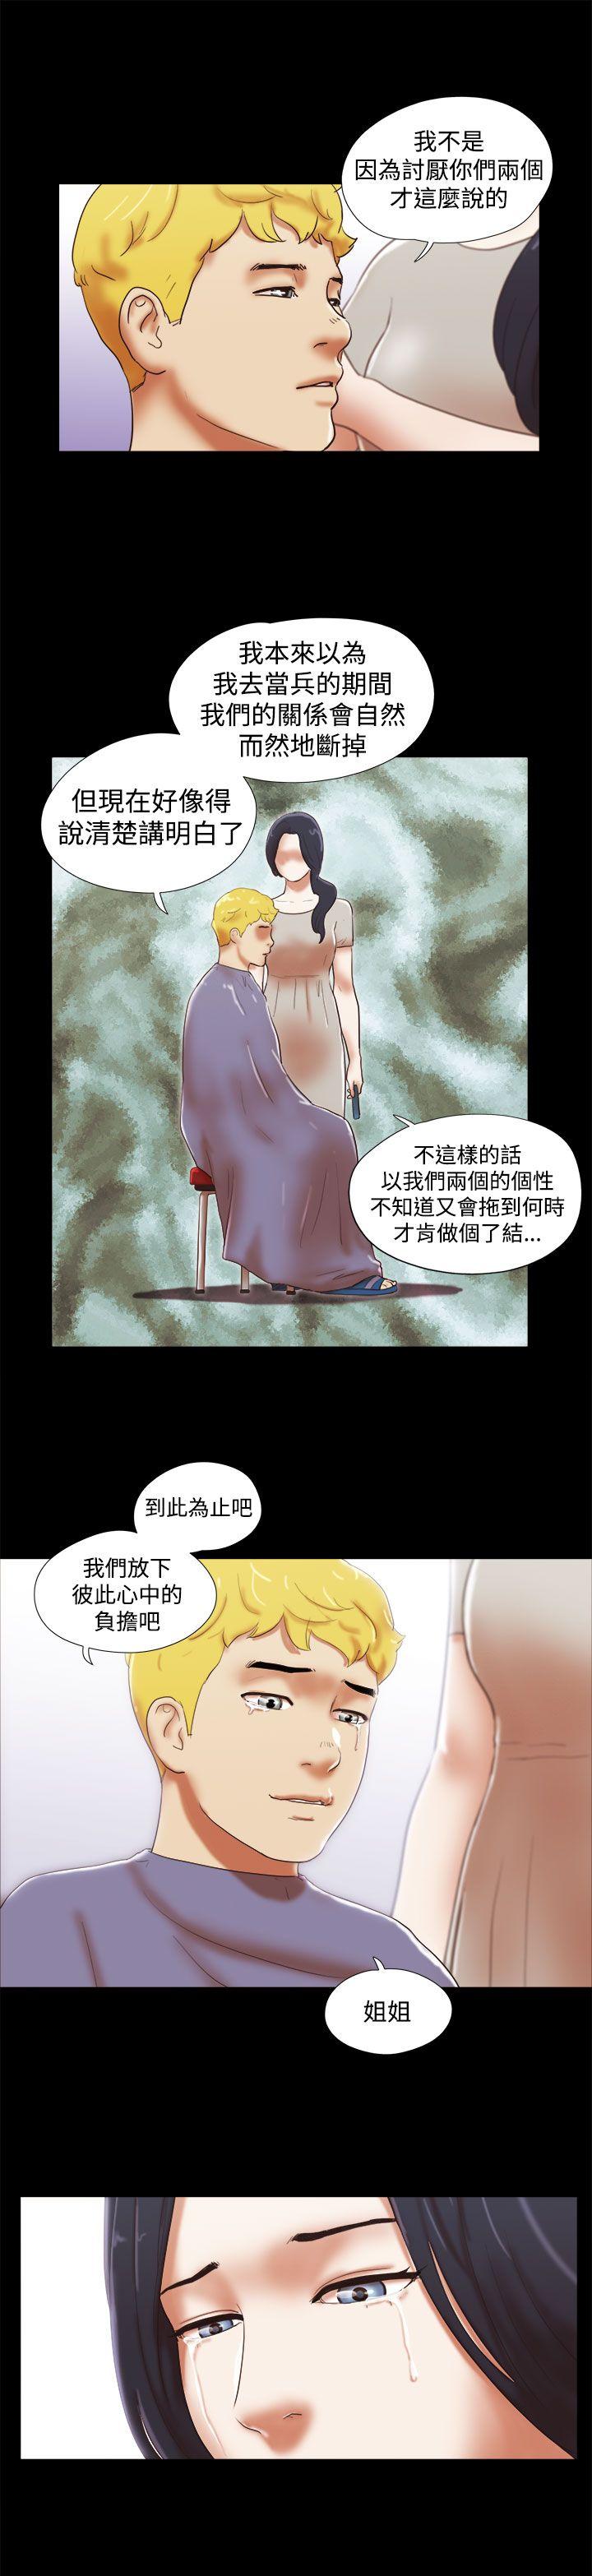 我不是
因為討厭你們兩個
才這麼說的
我本來以為
我去當兵的期間
我們的關係會自然
而然地斷掉
但現在好像得
說清楚講明白了
不這樣的話
以我們兩個的個性
不知道又會拖到何時
才肯做個了結...
到此為止吧
我們放下
彼此心中的
負擔吧
姐姐